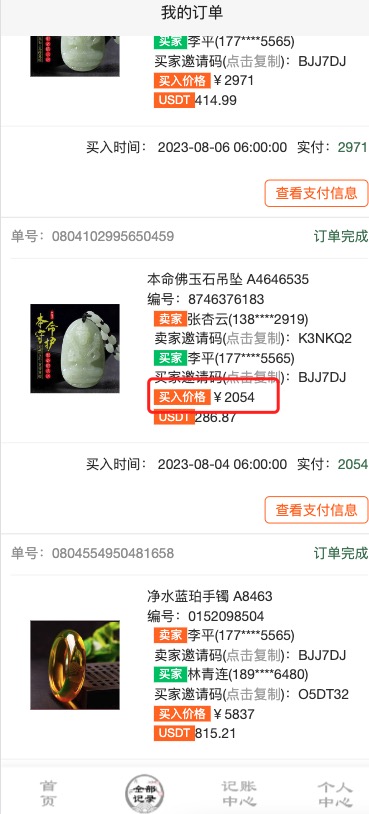 我的订单
买家李平(177****5565)
买家邀请码(点击复制)：BJJ7DJ
买入价格￥2971
USDT414.99
买入时间： 2023-08-06 06:00:00 实付：2971
查看支付信息
单号：0804102995650459 订单完成
本命佛玉石吊坠 A4646535
编号：8746376183
卖家张杏云(138****2919)
卖家邀请码(点击复制)：K3NKQ2
买家李平(177****5565)
买家邀请码(点击复制)：BJJ7DJ
买入价格￥2054
USDT286.87
本命
守护
买入时间： 2023-08-04 06:00:00 实付：2054
查看支付信息
单号：0804554950481658 订单完成
净水蓝珀手镯 A8463
编号：0152098504
卖家李平(177****5565)
卖家邀请码(点击复制)：BJJ7DJ
买家林青连(189****6480)
买家邀请码(点击复制)：O5DT32
买入价格￥5837
USDT815.21
首页
全部记录
记账中心
个人中心